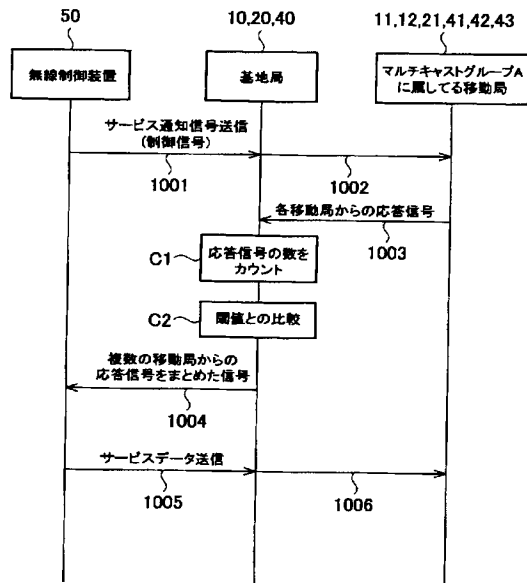 50
10,20,40
11,12,21,41,42,43
無線制御装置
基地局
マルチキャストグループA
に属してる移動局
サービス通知信号送信
(制御信号)
1001
1002
各移動局からの応答信号
1003
C1
応答信号の数を
カウント
C2
閾値との比較
複数の移動局からの
応答信号をまとめた信号
1004
サービスデータ送信
1005
1006